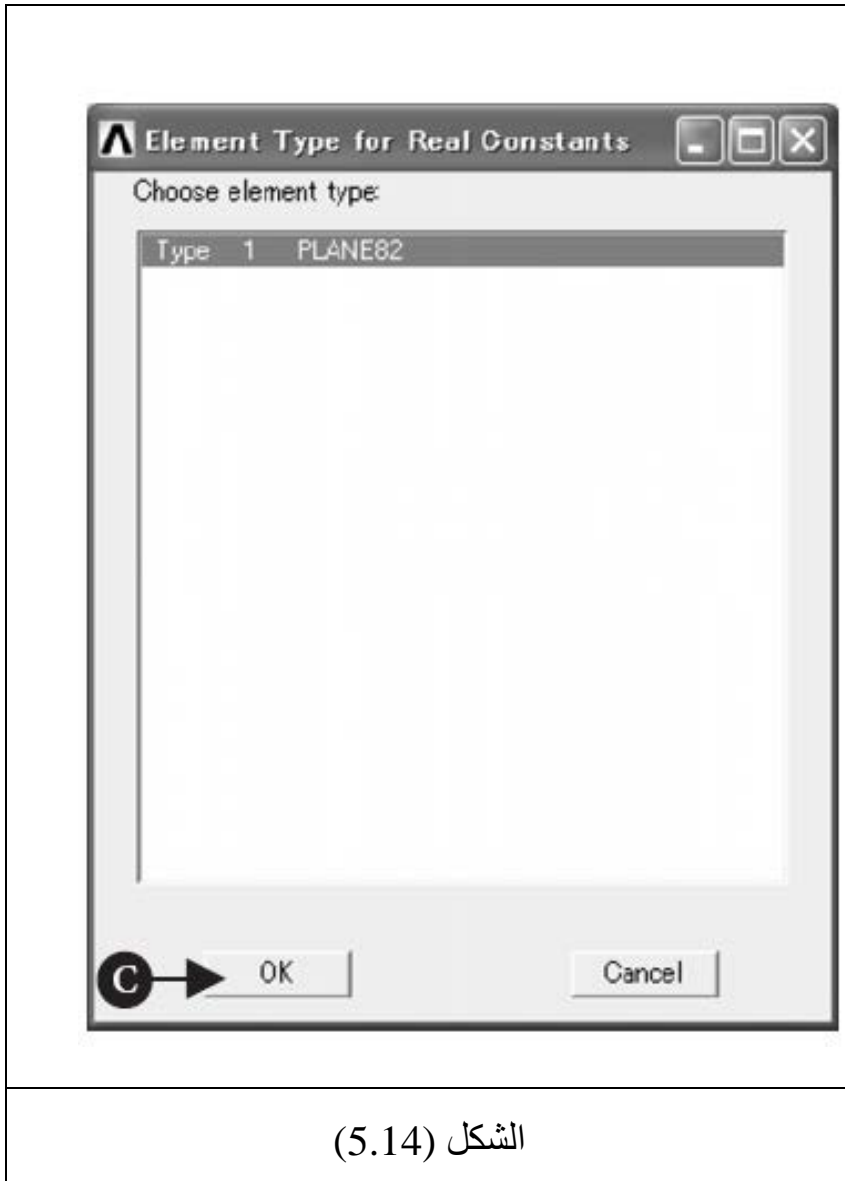 Element Type for Real Constants
Choose element type:
Type 1 PLANE82
C OK Cancel
الشكل (5.14)